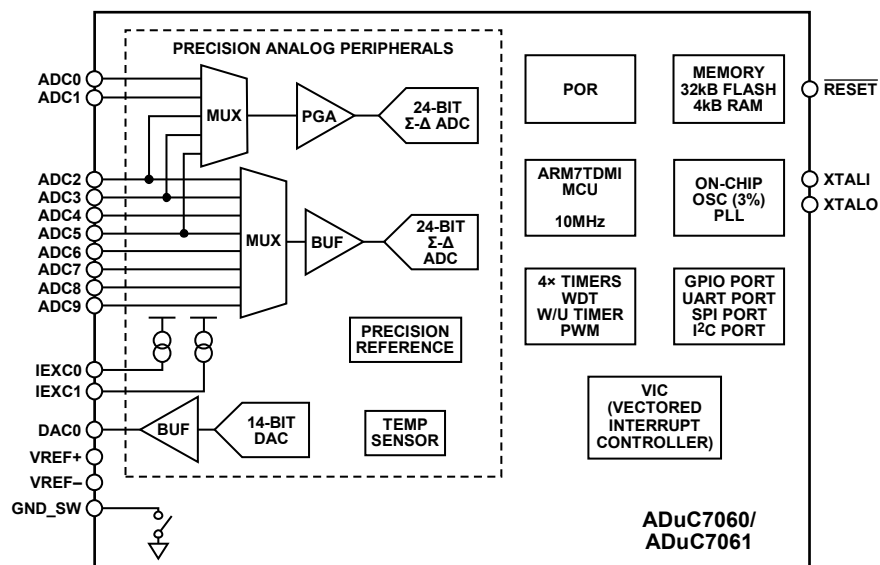 PRECISION ANALOG PERIPHERALS
ADC0
ADC1
MUX
PGA
24-BIT
Σ-Δ ADC
ADC2
ADC3
ADC4
ADC5
ADC6
ADC7
ADC8
ADC9
MUX
BUF
24-BIT
Σ-Δ
ADC
PRECISION
REFERENCE
IEXC0
IEXC1
DAC0
BUF
14-BIT
DAC
TEMP
SENSOR
VREF+
VREF–
GND_SW
POR
MEMORY
32kB FLASH
4kB RAM
RESET
ARM7TDMI
MCU
10MHz
ON-CHIP
OSC (3%)
PLL
XTALI
XTALO
4× TIMERS
WDT
W/U TIMER
PWM
GPIO PORT
UART PORT
SPI PORT
I²C PORT
VIC
(VECTORED
INTERRUPT
CONTROLLER)
ADuC7060/
ADuC7061